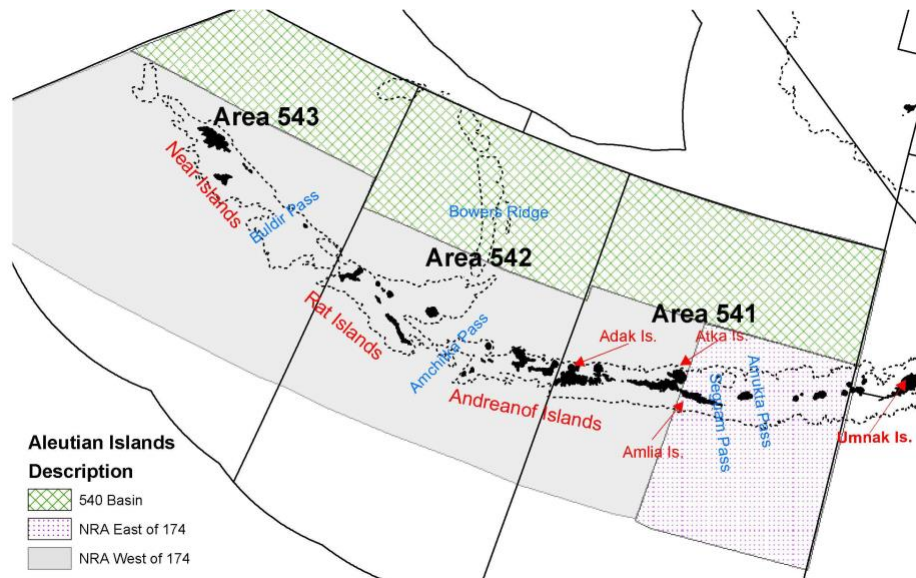 Area 543
Near Islands
Buldir Pass
Bowers Ridge
Area 542
Rat Islands
Amchitka Pass
Area 541
Adak Is.
Atka Is.
Andreanof Islands
Amlia Is.
Seguam Pass
Amukta Pass
Umnak Is.
Aleutian Islands
Description
540 Basin
NRA East of 174
NRA West of 174